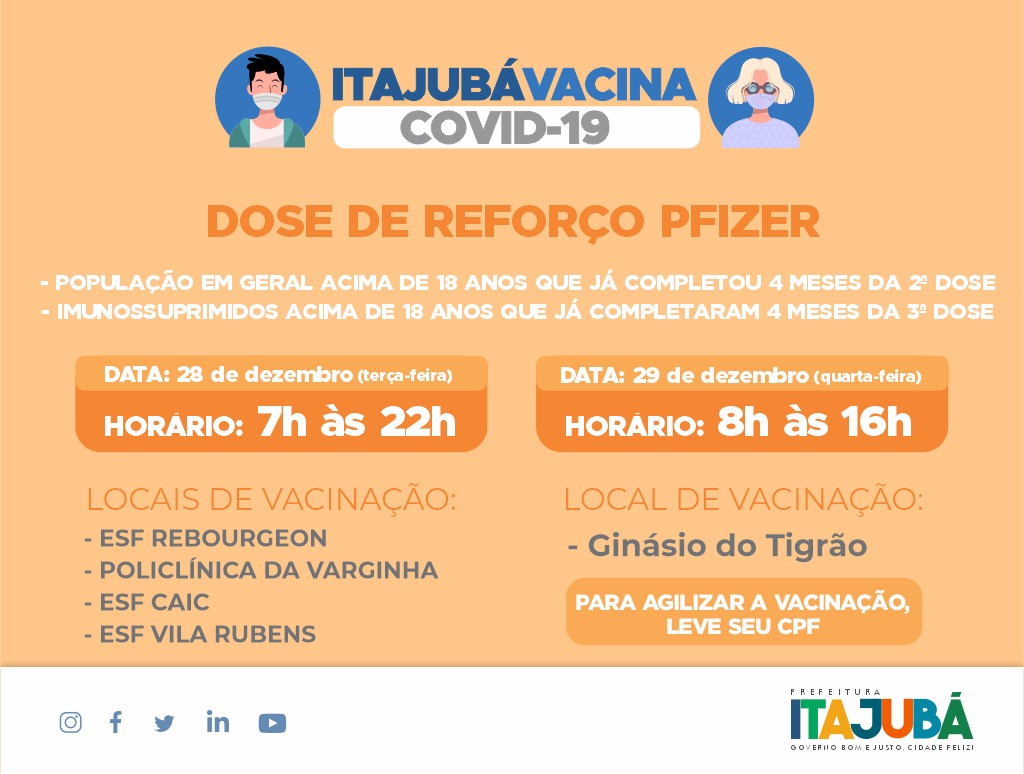 ITAJUBÁVACINA
COVID-19
DOSE DE REFORÇO PFIZER
- POPULAÇÃO EM GERAL ACIMA DE 18 ANOS QUE JÁ COMPLETOU 4 MESES DA 2ª DOSE
- IMUNOSSUPRIMIDOS ACIMA DE 18 ANOS QUE JÁ COMPLETARAM 4 MESES DA 3ª DOSE
DATA: 28 de dezembro (terça-feira)
HORÁRIO: 7h às 22h
LOCAIS DE VACINAÇÃO:
- ESF REBOURGEON
- POLICLÍNICA DA VARGINHA
- ESF CAIC
- ESF VILA RUBENS
DATA: 29 de dezembro (quarta-feira)
HORÁRIO: 8h às 16h
LOCAL DE VACINAÇÃO:
- Ginásio do Tigrão
PARA AGILIZAR A VACINAÇÃO,
LEVE SEU CPF
PREFEITURA
ITAJUBÁ
GOVERNO BOM E JUSTO, CIDADE FELIZ!